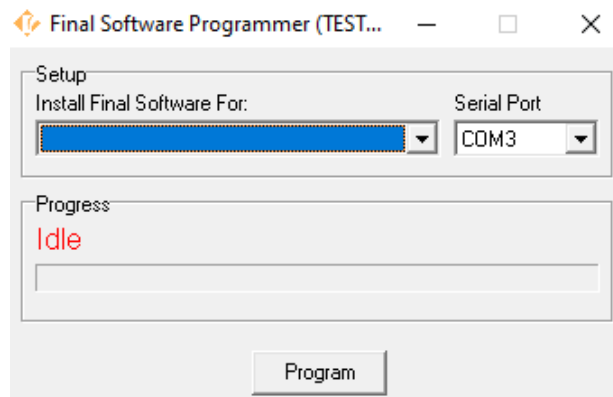 Final Software Programmer (TEST...
Setup
Install Final Software For:
Serial Port
COM3
Progress
Idle
Program